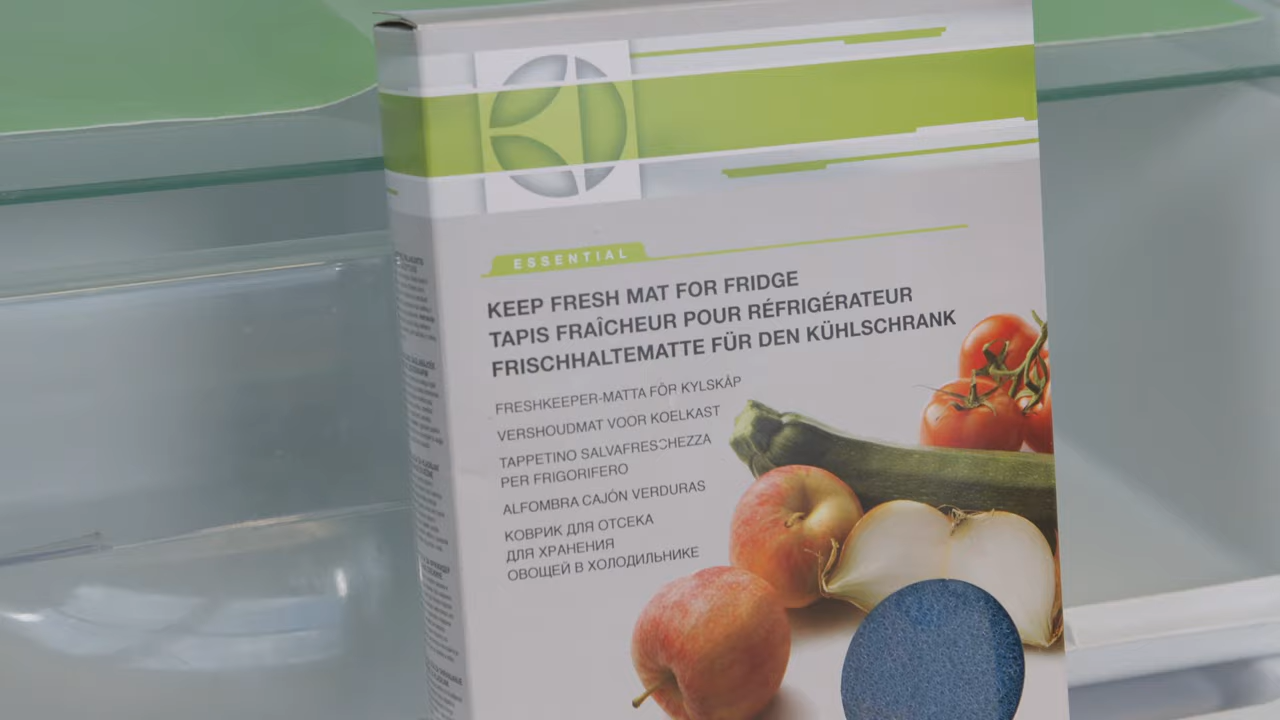 ESSENTIAL
KEEP FRESH MAT FOR FRIDGE
TAPIS FRAÎCHEUR POUR RÉFRIGÉRATEUR
FRISCHHALTEMATTE FÜR DEN KÜHLSCHRANK
FRESHKEEPER-MATTA FÖR KYLSKÅP
VERSHOUDMAT VOOR KOELKAST
TAPPETINO SALVAFRESCHEZZA
PER FRIGORIFERO
ALFOMBRA CAJÓN VERDURAS
КОВРИК ДЛЯ ОТСЕКА
ДЛЯ ХРАНЕНИЯ
ОВОЩЕЙ В ХОЛОДИЛЬНИКЕ